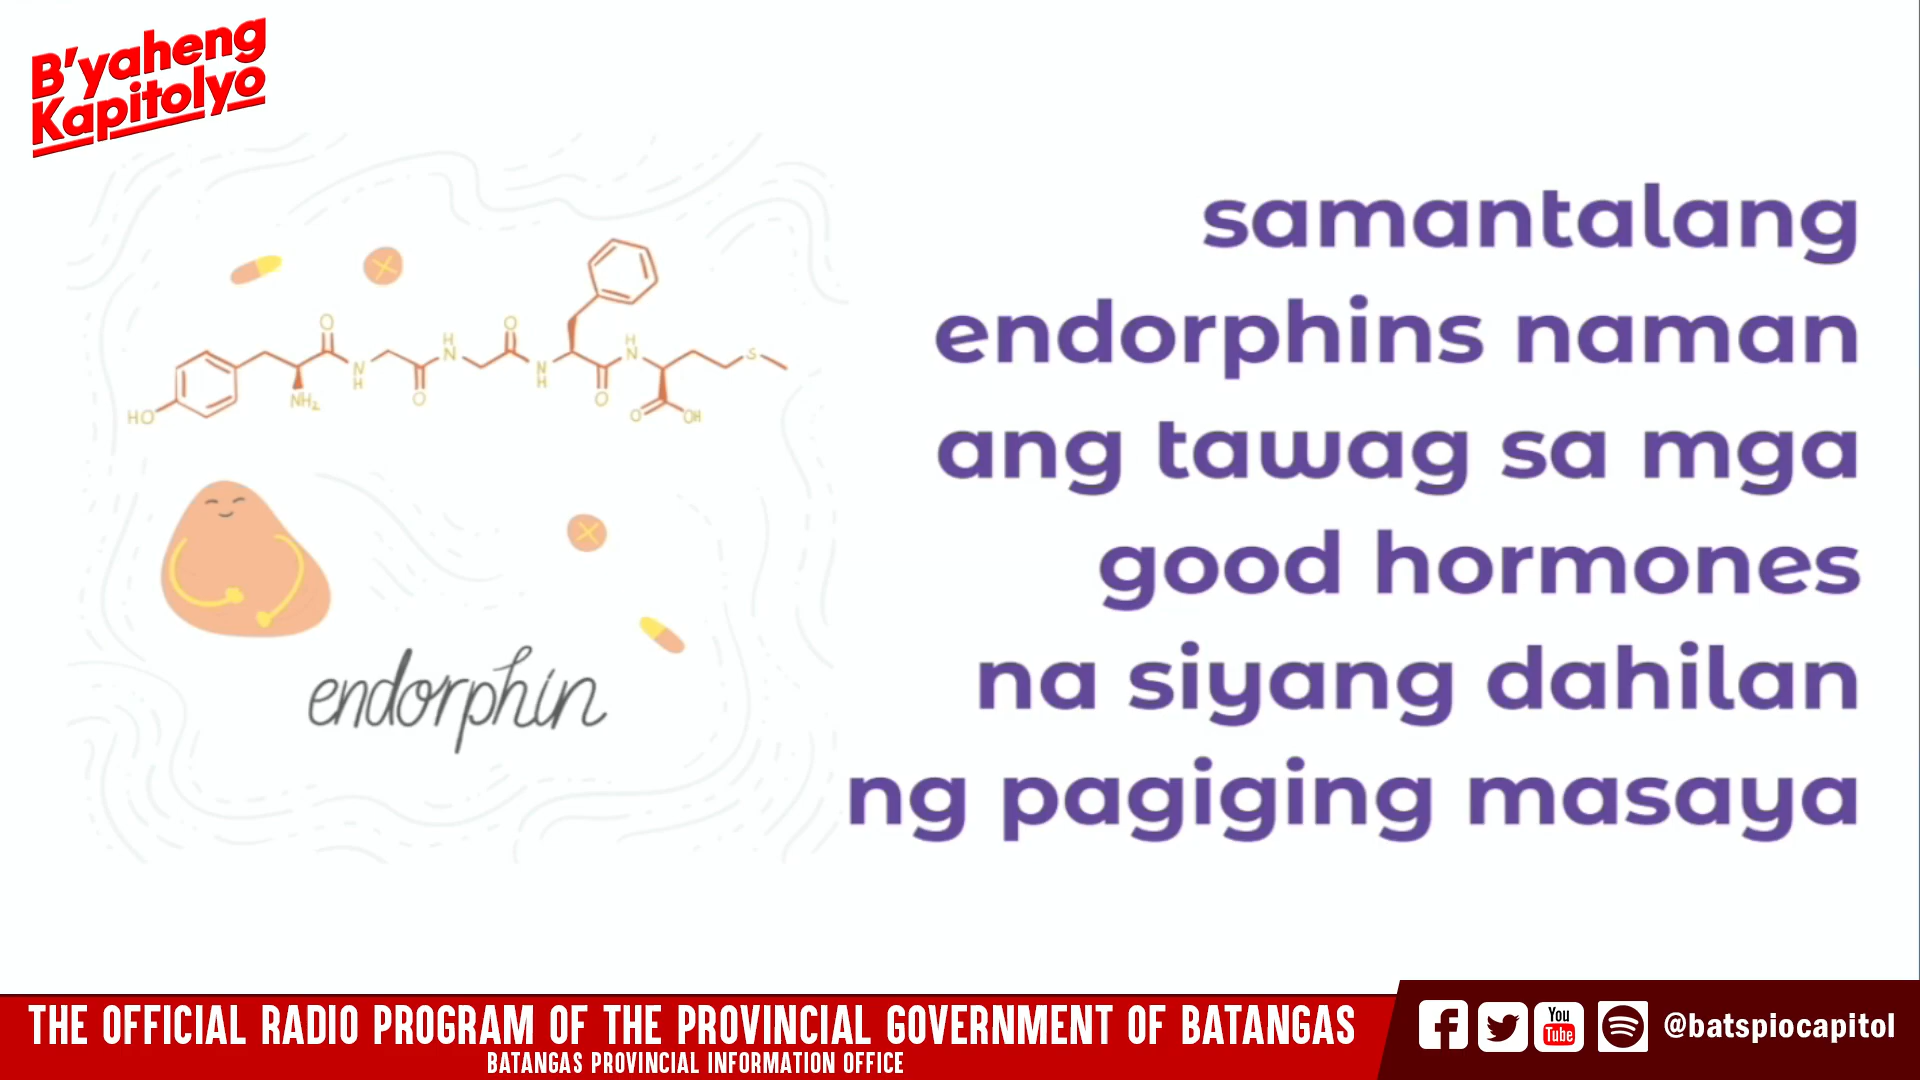 B'yaheng
Kapitolyo
samantalang
endorphins naman
ang tawag sa mga
good hormones
na siyang dahilan
ng pagiging masaya
HO
NH₂
O
N
H
O
H
N
O
N
H
O
H
N
O
OH
S
endorphin
THE OFFICIAL RADIO PROGRAM OF THE PROVINCIAL GOVERNMENT OF BATANGAS
BATANGAS PROVINCIAL INFORMATION OFFICE
You
Tube
@batspiocapitol